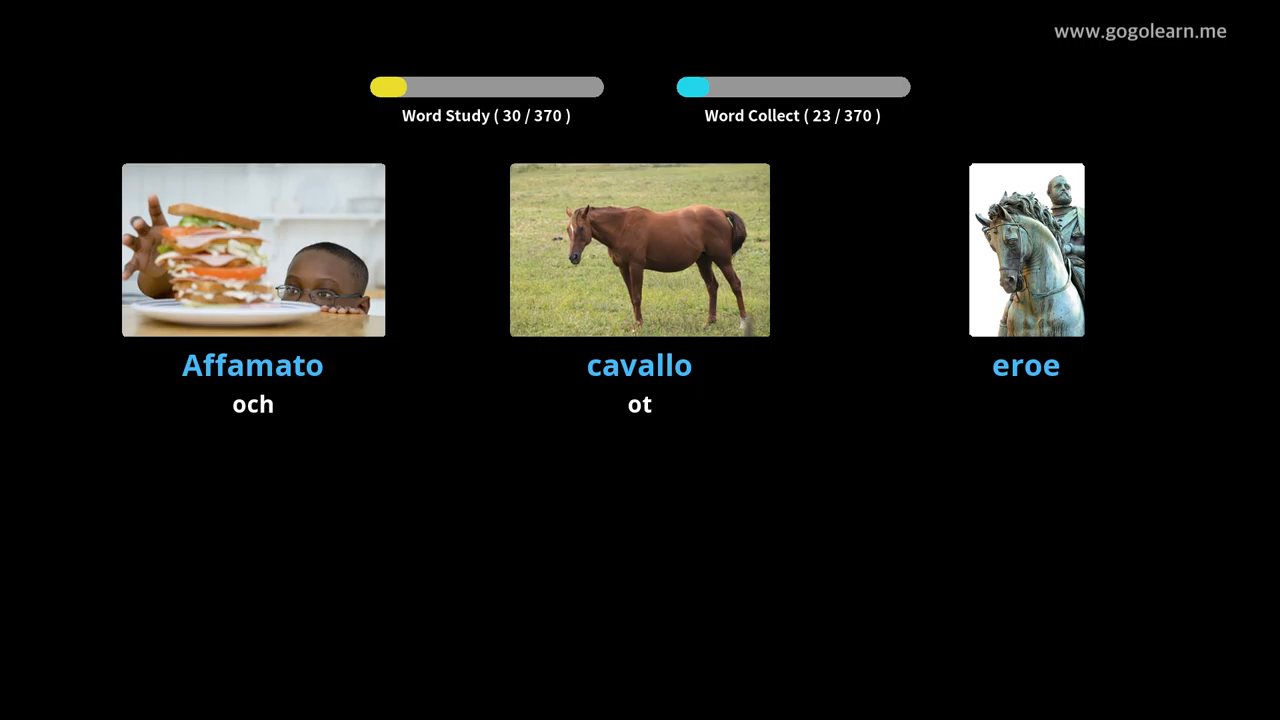 www.gogolearn.me
Word Study ( 30 / 370 )
Word Collect ( 23 / 370 )
Affamato
cavallo
eroe
och
ot